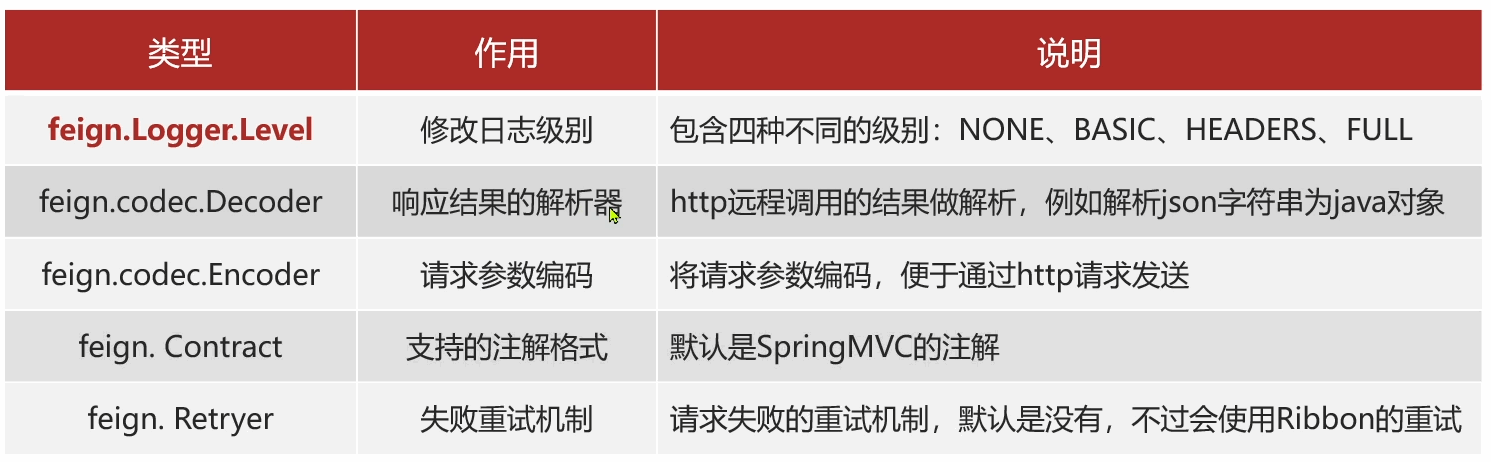 类型 作用 说明
feign.Logger.Level 修改日志级别 包含四种不同的级别：NONE、BASIC、HEADERS、FULL
feign.codec.Decoder 响应结果的解析器 http远程调用的结果做解析，例如解析json字符串为java对象
feign.codec.Encoder 请求参数编码 将请求参数编码，便于通过http请求发送
feign. Contract 支持的注解格式 默认是SpringMVC的注解
feign. Retryer 失败重试机制 请求失败的重试机制，默认是没有，不过会使用Ribbon的重试